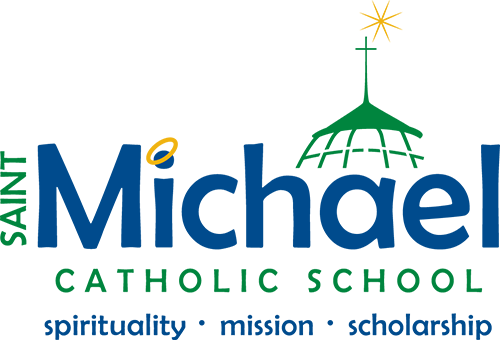 SAINT
Michael
CATHOLIC SCHOOL
spirituality · mission · scholarship